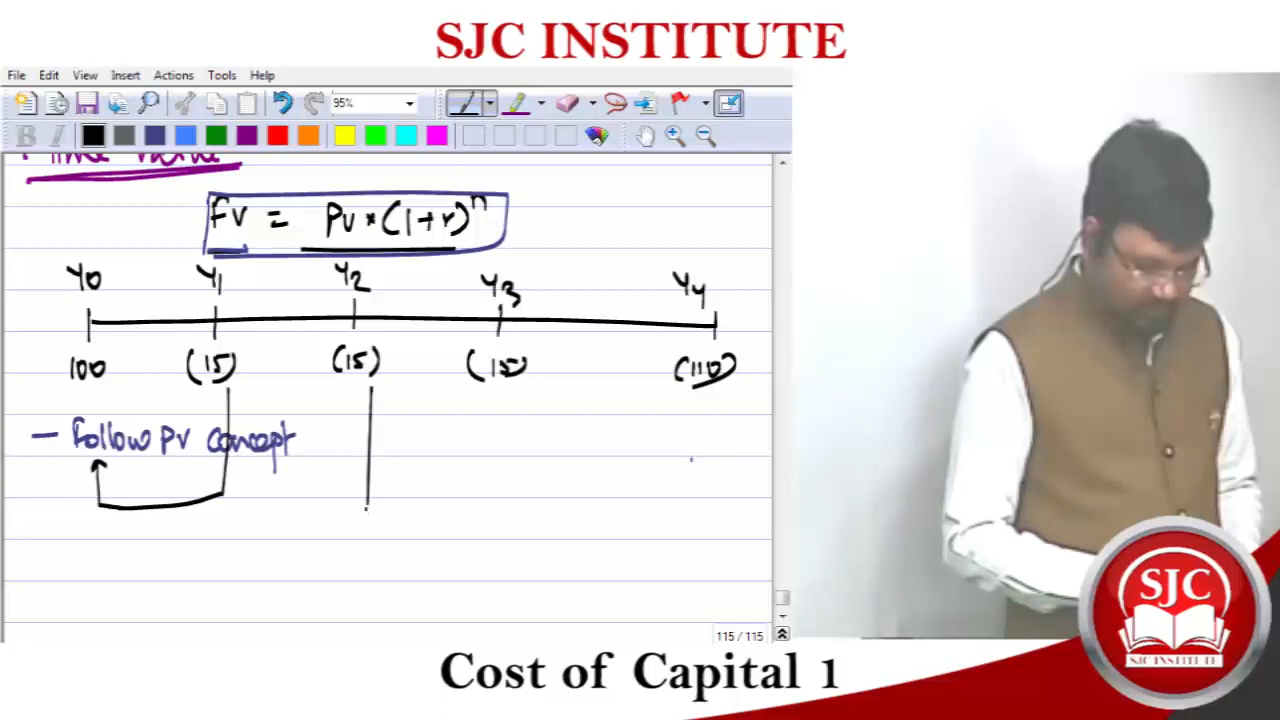 SJC INSTITUTE
File Edit View Insert Actions Tools Help
95%
B I
FV = PV * (1+r)^n
Y0 Y1 Y2 Y3 Y4
100 (15) (15) (15) (110)
– Follow PV concept
115 / 115
SJC
SJC INSTITUTE
Cost of Capital 1